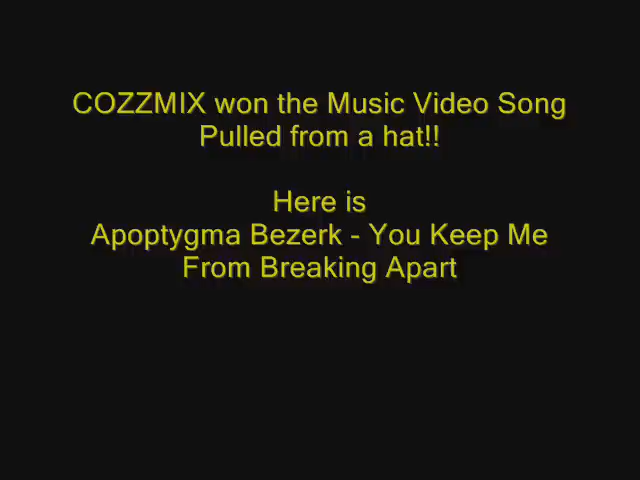 COZZMIX won the Music Video Song
Pulled from a hat!!
Here is
Apoptygma Bezerk - You Keep Me
From Breaking Apart